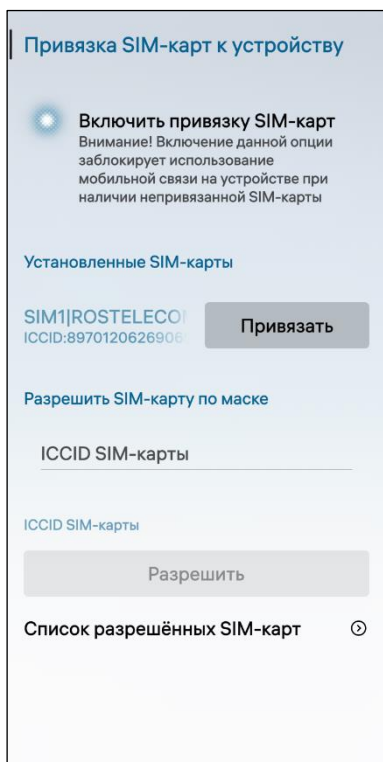 Привязка SIM-карт к устройству
Включить привязку SIM-карт
Внимание! Включение данной опции
заблокирует использование
мобильной связи на устройстве при
наличии непривязанной SIM-карты
Установленные SIM-карты
SIM1|ROSTELECO
Привязать
ICCID:8970120626906
Разрешить SIM-карту по маске
ICCID SIM-карты
ICCID SIM-карты
Разрешить
Список разрешённых SIM-карт